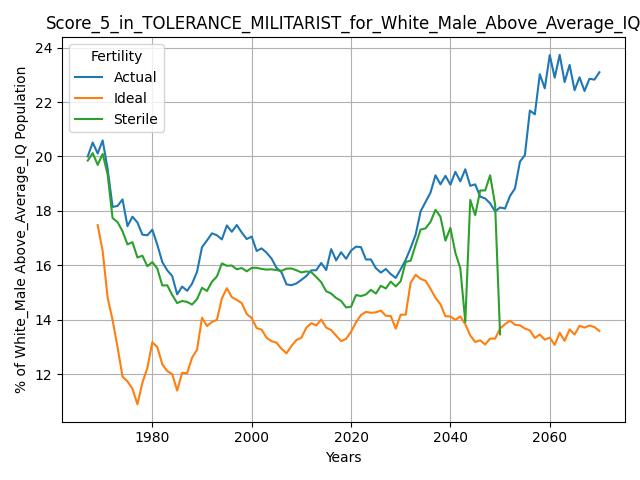 Score_5_in_TOLERANCE_MILITARIST_for_White_Male_Above_Average_IQ
Fertility
Actual
Ideal
Sterile
% of White_Male Above_Average_IQ Population
24
22
20
18
16
14
12
1980
2000
2020
2040
2060
Years